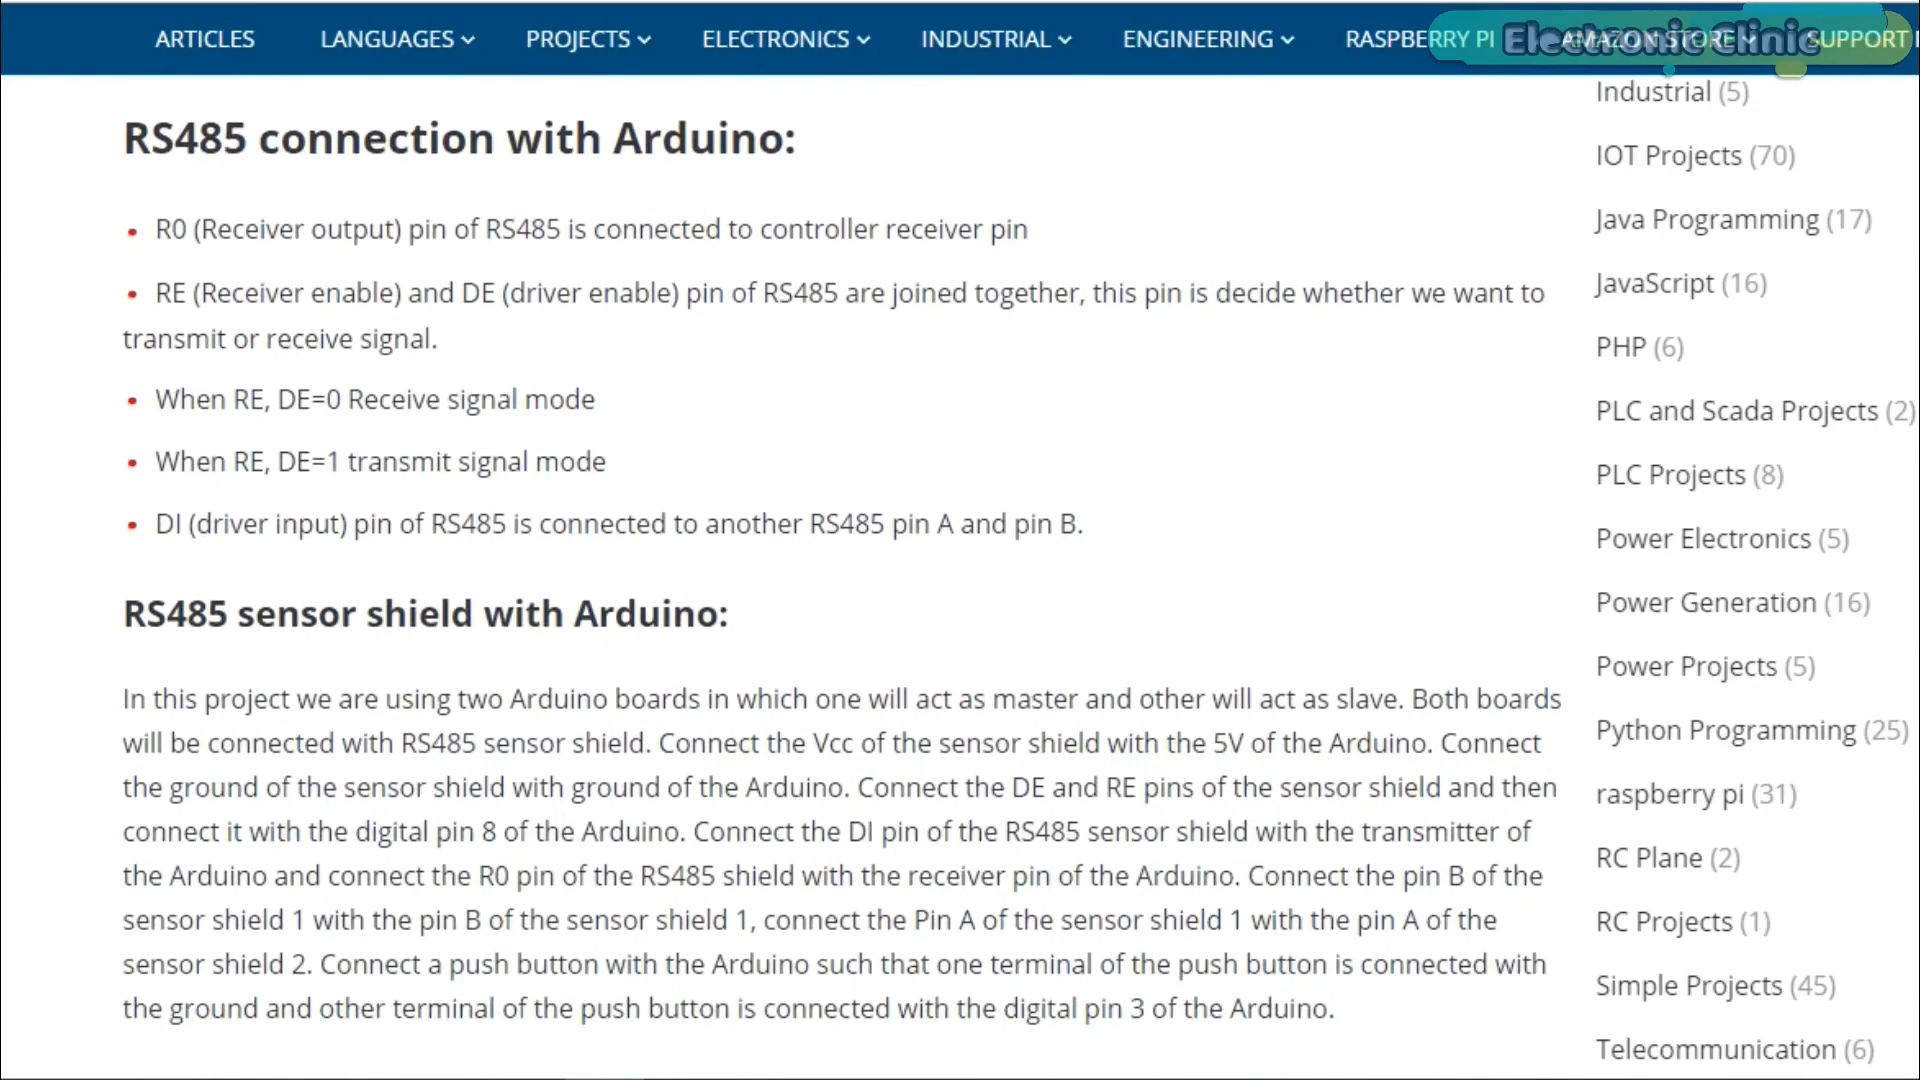 ARTICLES LANGUAGES PROJECTS ELECTRONICS INDUSTRIAL ENGINEERING RASPBERRY PI AMAZON STORE SUPPORT
Electronic Clinic
RS485 connection with Arduino:
• R0 (Receiver output) pin of RS485 is connected to controller receiver pin
• RE (Receiver enable) and DE (driver enable) pin of RS485 are joined together, this pin is decide whether we want to
transmit or receive signal.
• When RE, DE=0 Receive signal mode
• When RE, DE=1 transmit signal mode
• DI (driver input) pin of RS485 is connected to another RS485 pin A and pin B.
RS485 sensor shield with Arduino:
In this project we are using two Arduino boards in which one will act as master and other will act as slave. Both boards
will be connected with RS485 sensor shield. Connect the Vcc of the sensor shield with the 5V of the Arduino. Connect
the ground of the sensor shield with ground of the Arduino. Connect the DE and RE pins of the sensor shield and then
connect it with the digital pin 8 of the Arduino. Connect the DI pin of the RS485 sensor shield with the transmitter of
the Arduino and connect the R0 pin of the RS485 shield with the receiver pin of the Arduino. Connect the pin B of the
sensor shield 1 with the pin B of the sensor shield 1, connect the Pin A of the sensor shield 1 with the pin A of the
sensor shield 2. Connect a push button with the Arduino such that one terminal of the push button is connected with
the ground and other terminal of the push button is connected with the digital pin 3 of the Arduino.
Industrial (5)
IOT Projects (70)
Java Programming (17)
JavaScript (16)
PHP (6)
PLC and Scada Projects (2)
PLC Projects (8)
Power Electronics (5)
Power Generation (16)
Power Projects (5)
Python Programming (25)
raspberry pi (31)
RC Plane (2)
RC Projects (1)
Simple Projects (45)
Telecommunication (6)